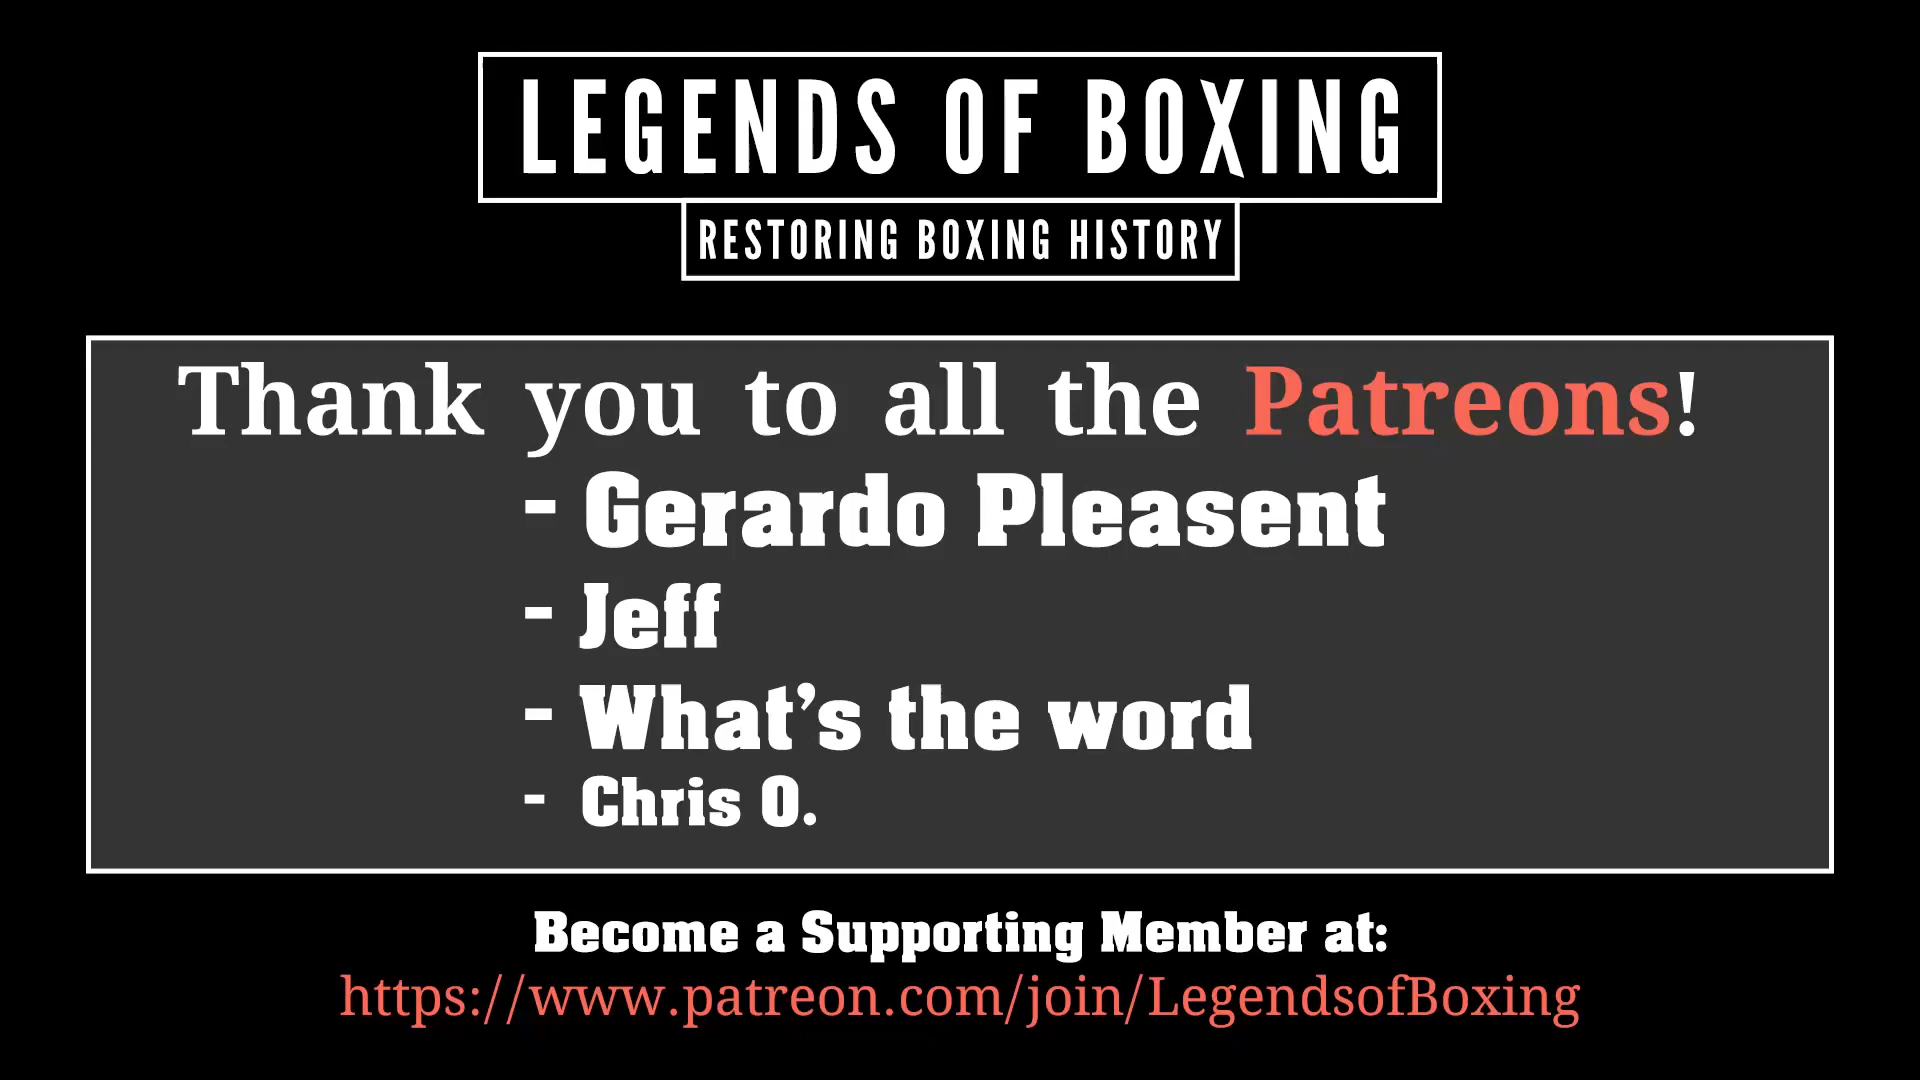 LEGENDS OF BOXING
RESTORING BOXING HISTORY
Thank you to all the Patreons!
- Gerardo Pleasent
- Jeff
- What’s the word
- Chris O.
Become a Supporting Member at:
https://www.patreon.com/join/LegendsofBoxing